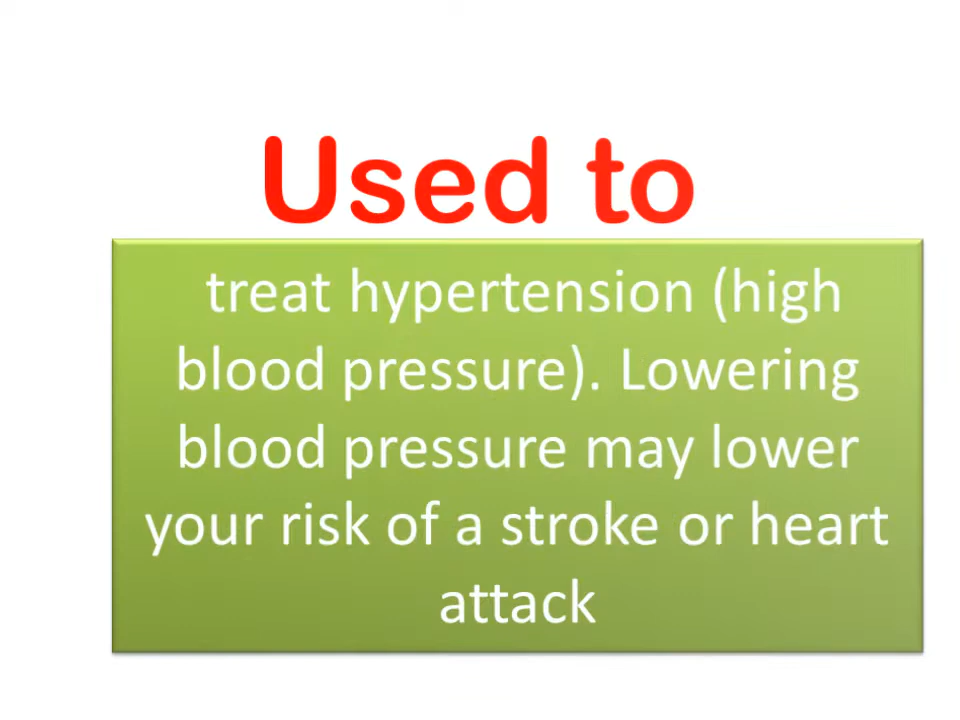 Used to
treat hypertension (high
blood pressure). Lowering
blood pressure may lower
your risk of a stroke or heart
attack